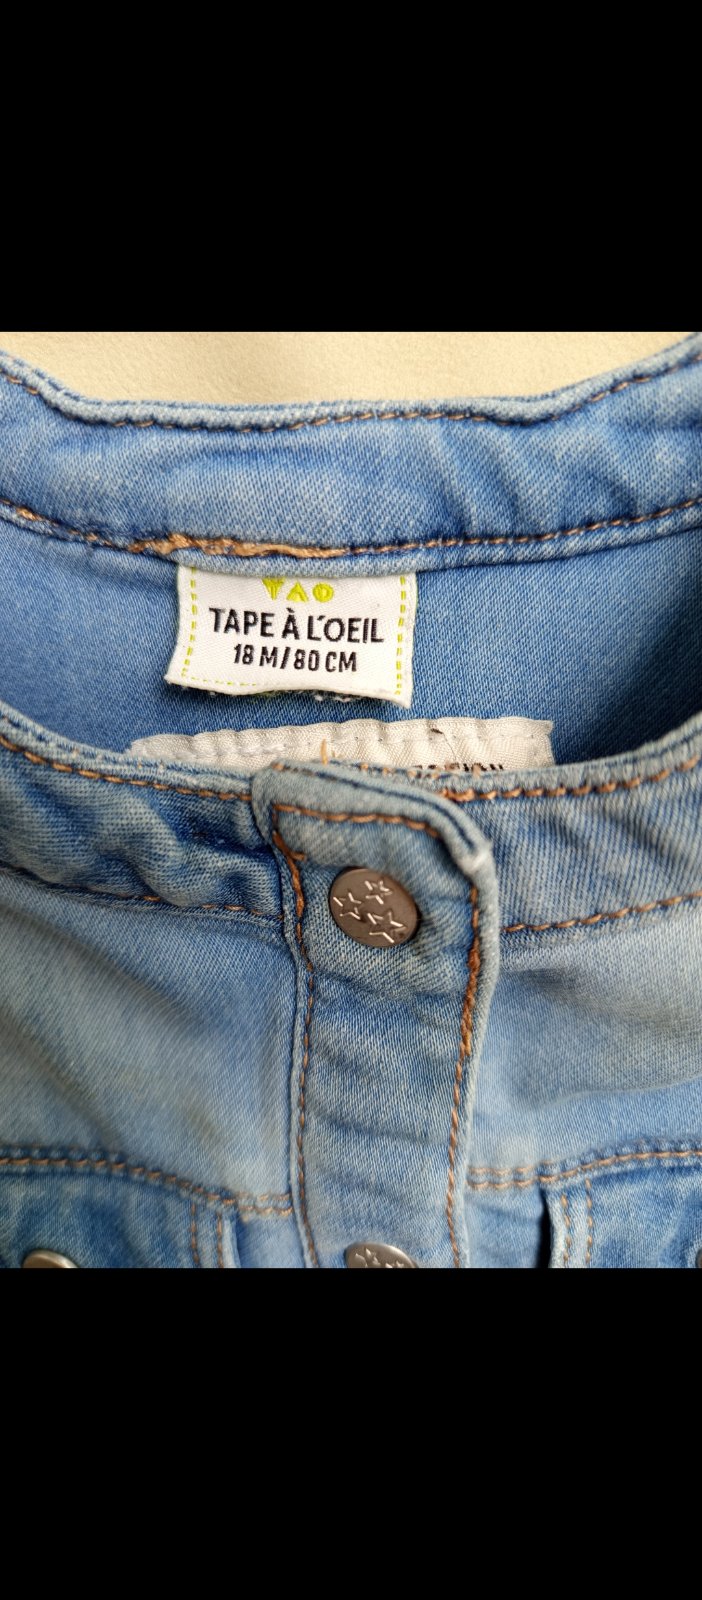 TAO
TAPE À L'OEIL
18 M/80 CM